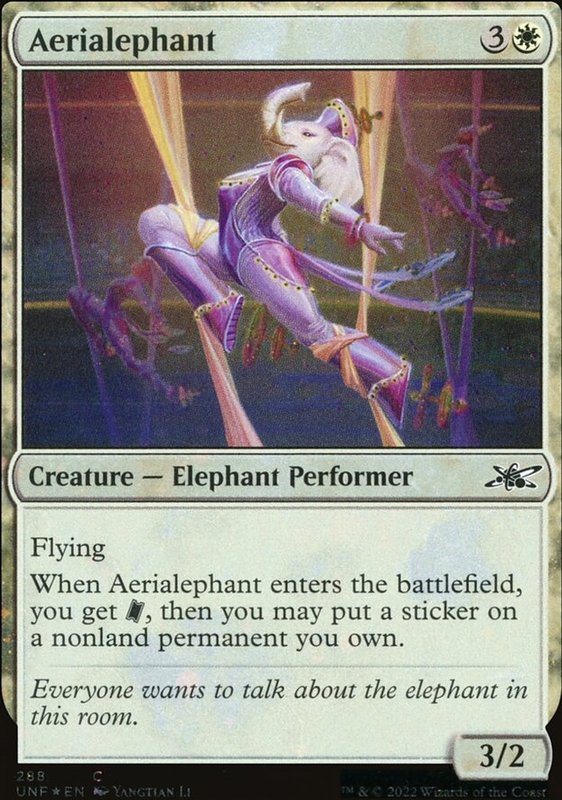 Aerialephant 3
Creature — Elephant Performer
Flying
When Aerialephant enters the battlefield,
you get , then you may put a sticker on
a nonland permanent you own.
Everyone wants to talk about the elephant in
this room.
3/2
288 C
UNF★EN Yangtian Li
™ & © 2022 Wizards of the Coast